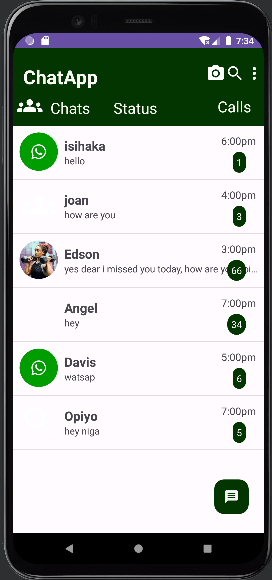 7:34
ChatApp
Chats Status Calls
isihaka 6:00pm
hello 1
joan 4:00pm
how are you 3
Edson 3:00pm
yes dear i missed you today, how are yo 66
Angel 7:00pm
hey 34
Davis 5:00pm
watsap 6
Opiyo 7:00pm
hey niga 5